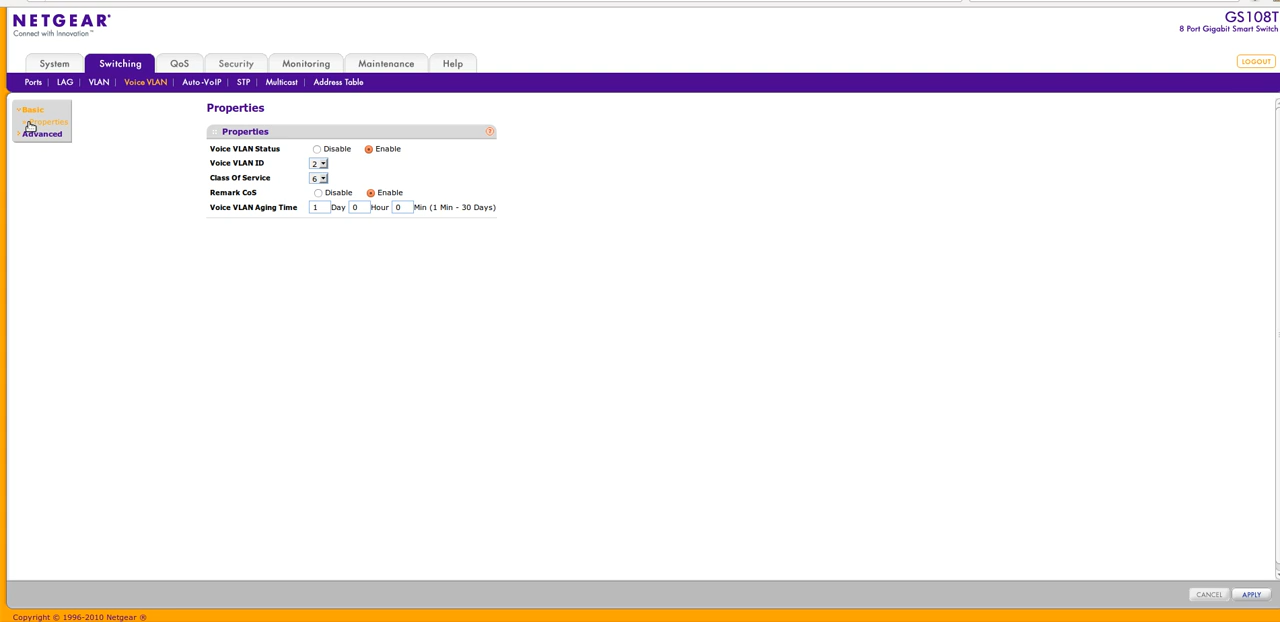 NETGEAR®
Connect with Innovation™
GS108T
8 Port Gigabit Smart Switch
System Switching QoS Security Monitoring Maintenance Help
LOGOUT
Ports | LAG | VLAN | Voice VLAN | Auto-VoIP | STP | Multicast | Address Table
Basic
Properties
Advanced
Properties
Properties ?
Voice VLAN Status Disable Enable
Voice VLAN ID 2
Class Of Service 6
Remark CoS Disable Enable
Voice VLAN Aging Time 1 Day 0 Hour 0 Min (1 Min - 30 Days)
CANCEL APPLY
Copyright © 1996-2010 Netgear ®